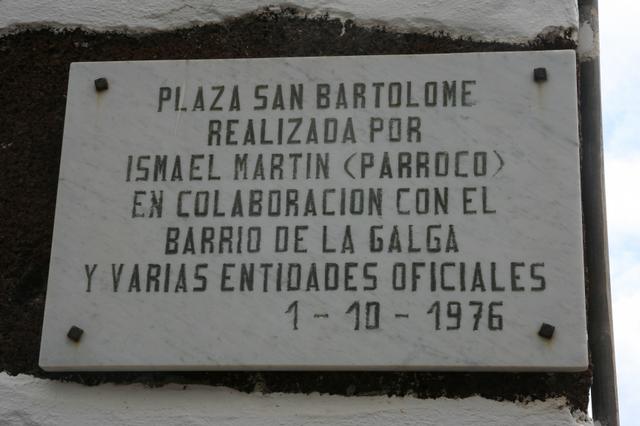 PLAZA SAN BARTOLOME
REALIZADA POR
ISMAEL MARTIN (PARROCO)
EN COLABORACION CON EL
BARRIO DE LA GALGA
Y VARIAS ENTIDADES OFICIALES
1 - 10 - 1976